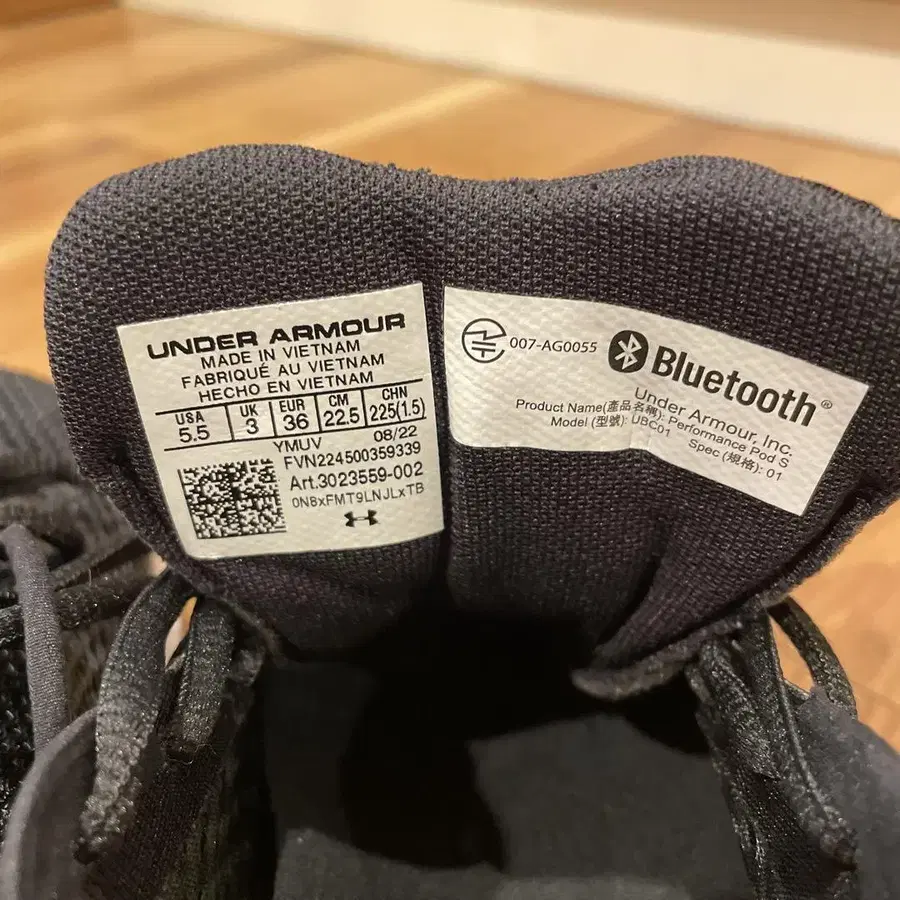 UNDER ARMOUR
MADE IN VIETNAM
FABRIQUÉ AU VIETNAM
HECHO EN VIETNAM
USA UK EUR CM CHN
5.5 3 36 22.5 225(1.5)
YMUV 08/22
FVN224500359339
Art.3023559-002
0N8xFMT9LNJLxTB
007-AG0055
Bluetooth®
Under Armour, Inc.
Product Name(產品名稱): Performance Pod S
Model (型號): UBC01
Spec (規格): 01